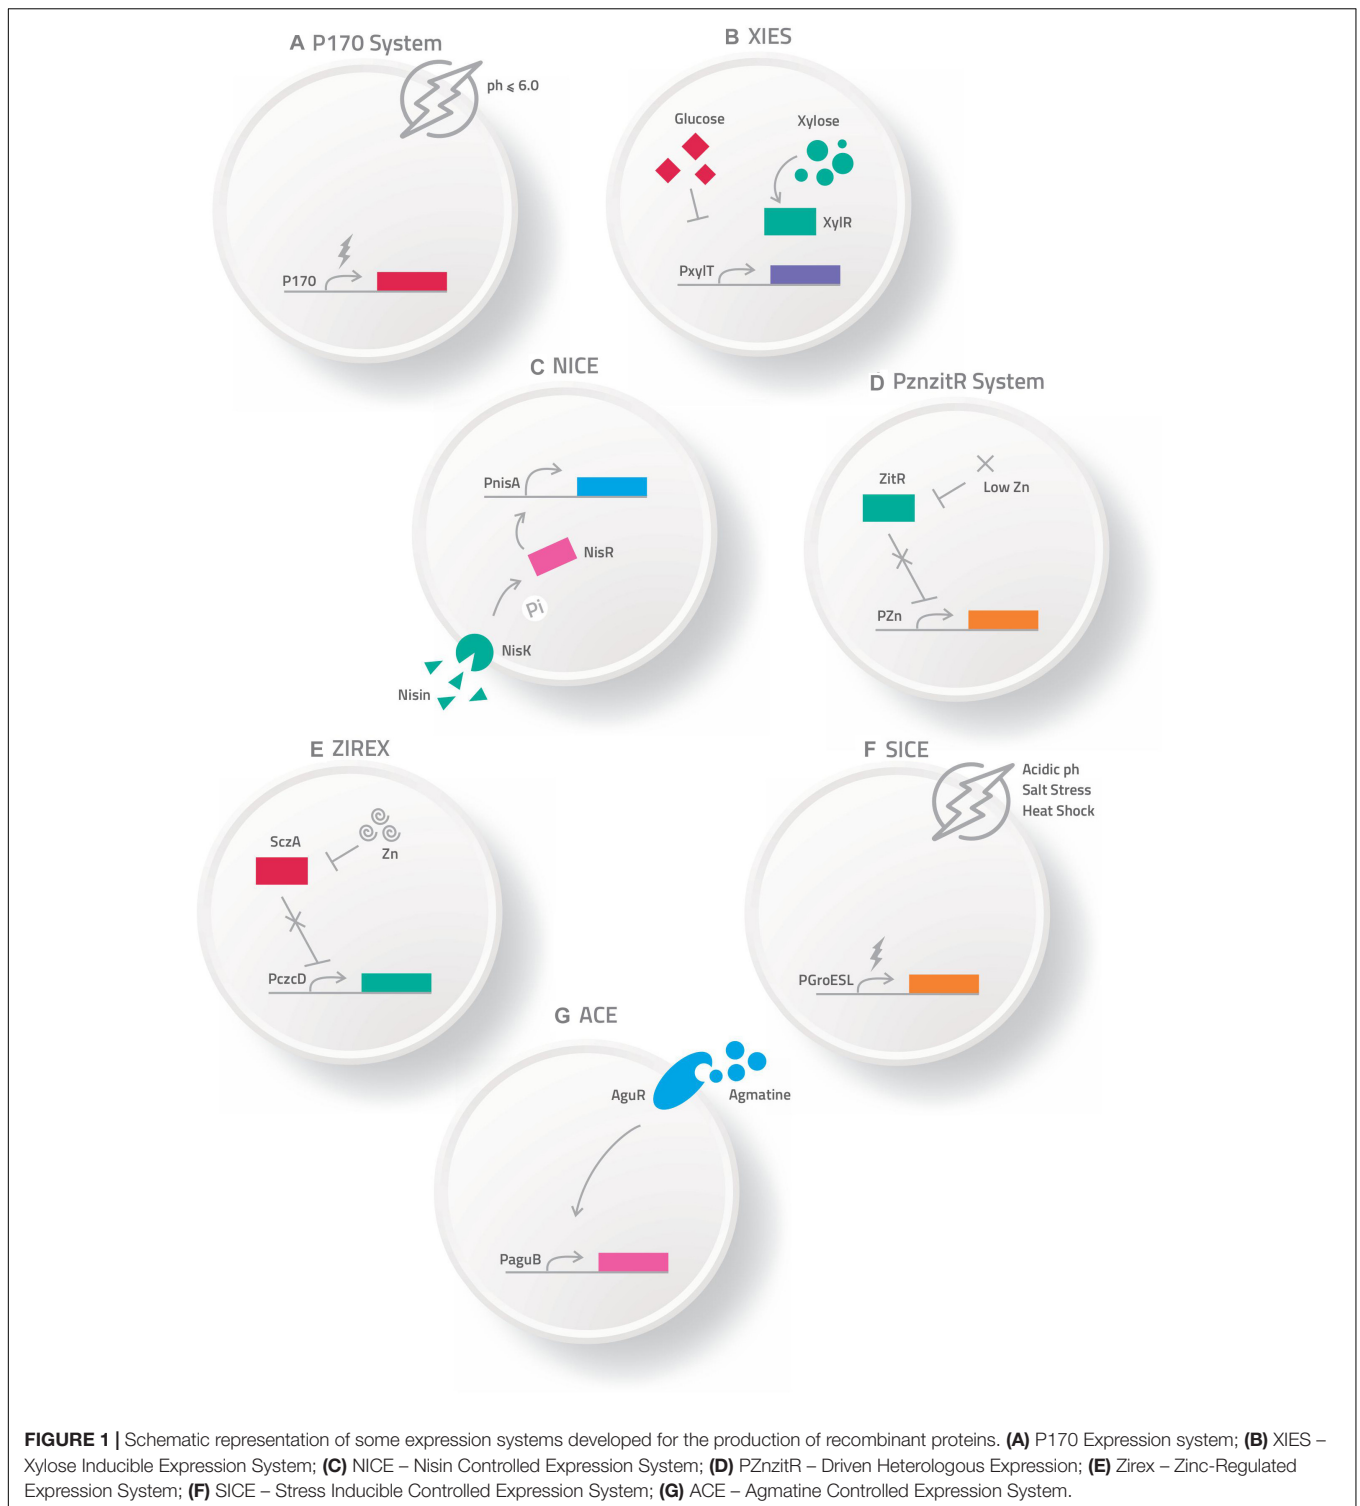 A P170 System
ph ⩽ 6.0
P170
B XIES
Glucose
Xylose
XylR
PxylT
C NICE
PnisA
NisR
Pi
NisK
Nisin
D PznzitR System
ZitR
Low Zn
PZn
E ZIREX
SczA
Zn
PczcD
F SICE
Acidic ph
Salt Stress
Heat Shock
PGroESL
G ACE
AguR
Agmatine
PaguB
FIGURE 1 | Schematic representation of some expression systems developed for the production of recombinant proteins. (A) P170 Expression system; (B) XIES –
Xylose Inducible Expression System; (C) NICE – Nisin Controlled Expression System; (D) PZnzitR – Driven Heterologous Expression; (E) Zirex – Zinc-Regulated
Expression System; (F) SICE – Stress Inducible Controlled Expression System; (G) ACE – Agmatine Controlled Expression System.